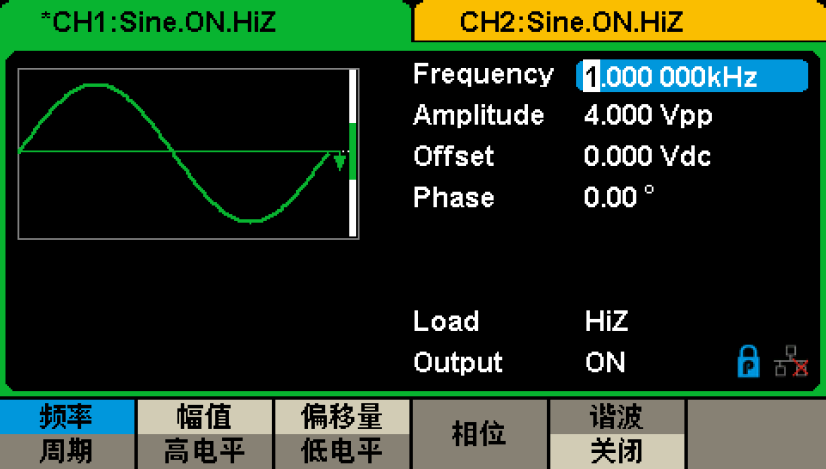 *CH1:Sine.ON.HiZ
CH2:Sine.ON.HiZ
Frequency 1.000 000kHz
Amplitude 4.000 Vpp
Offset 0.000 Vdc
Phase 0.00 °
Load HiZ
Output ON
P
频率 幅值 偏移量 相位 谐波
周期 高电平 低电平 关闭